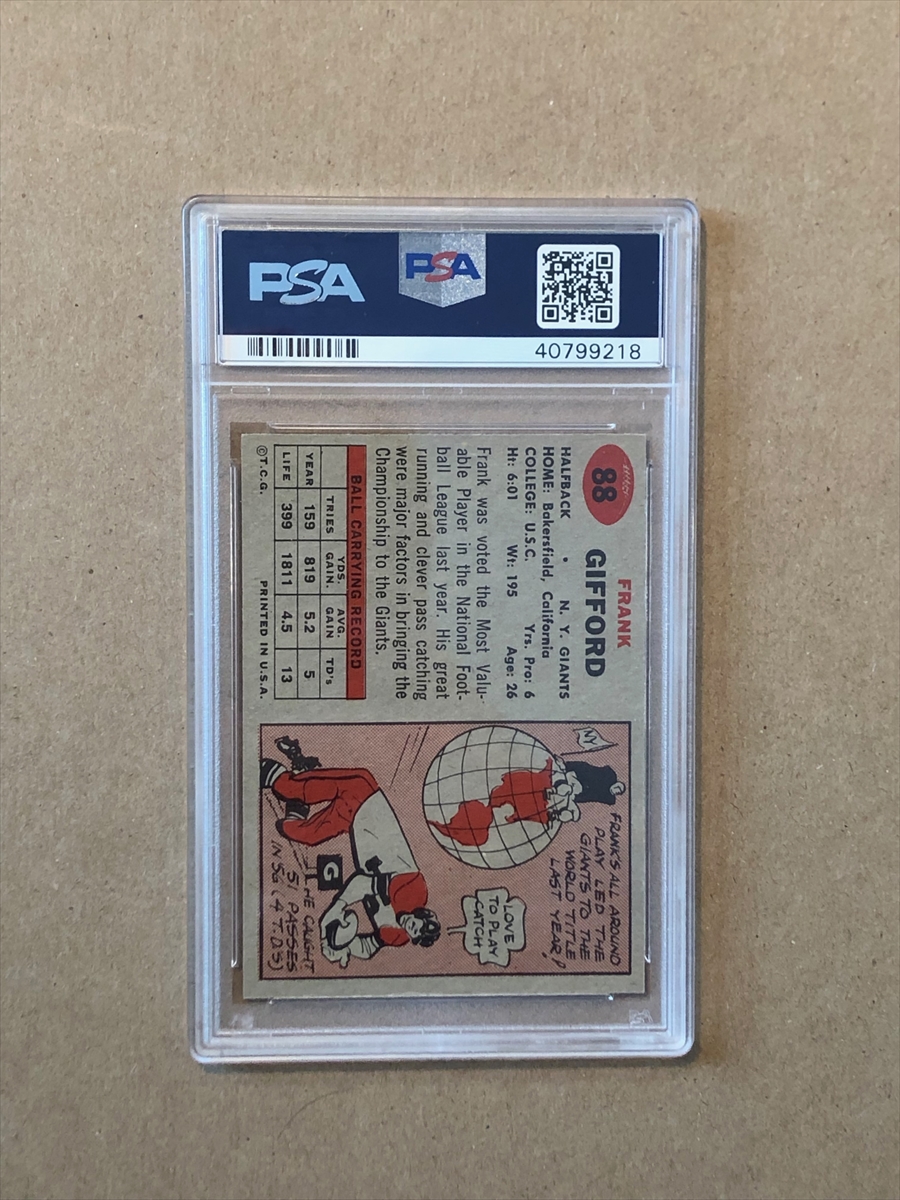 PSA
PSA
40799218
88
FRANK
GIFFORD
HALFBACK • N. Y. GIANTS
HOME: Bakersfield, California
COLLEGE: U.S.C. Yrs. Pro: 6
Ht: 6:01 Wt: 195 Age: 26
Frank was voted the Most Valu-
able Player in the National Foot-
ball League last year. His great
running and clever pass catching
were major factors in bringing the
Championship to the Giants.
BALL CARRYING RECORD
TRIES YDS. GAIN. AVG. GAIN TD's
YEAR 159 819 5.2 5
LIFE 399 1811 4.5 13
©T.C.G. PRINTED IN U.S.A.
NY
G
FRANK'S ALL AROUND
PLAY LED THE
GIANTS TO THE
WORLD TITLE
LAST YEAR!
I LOVE
TO PLAY
CATCH
G
HE CAUGHT
51 PASSES
IN 56 (4 T.D.'S)